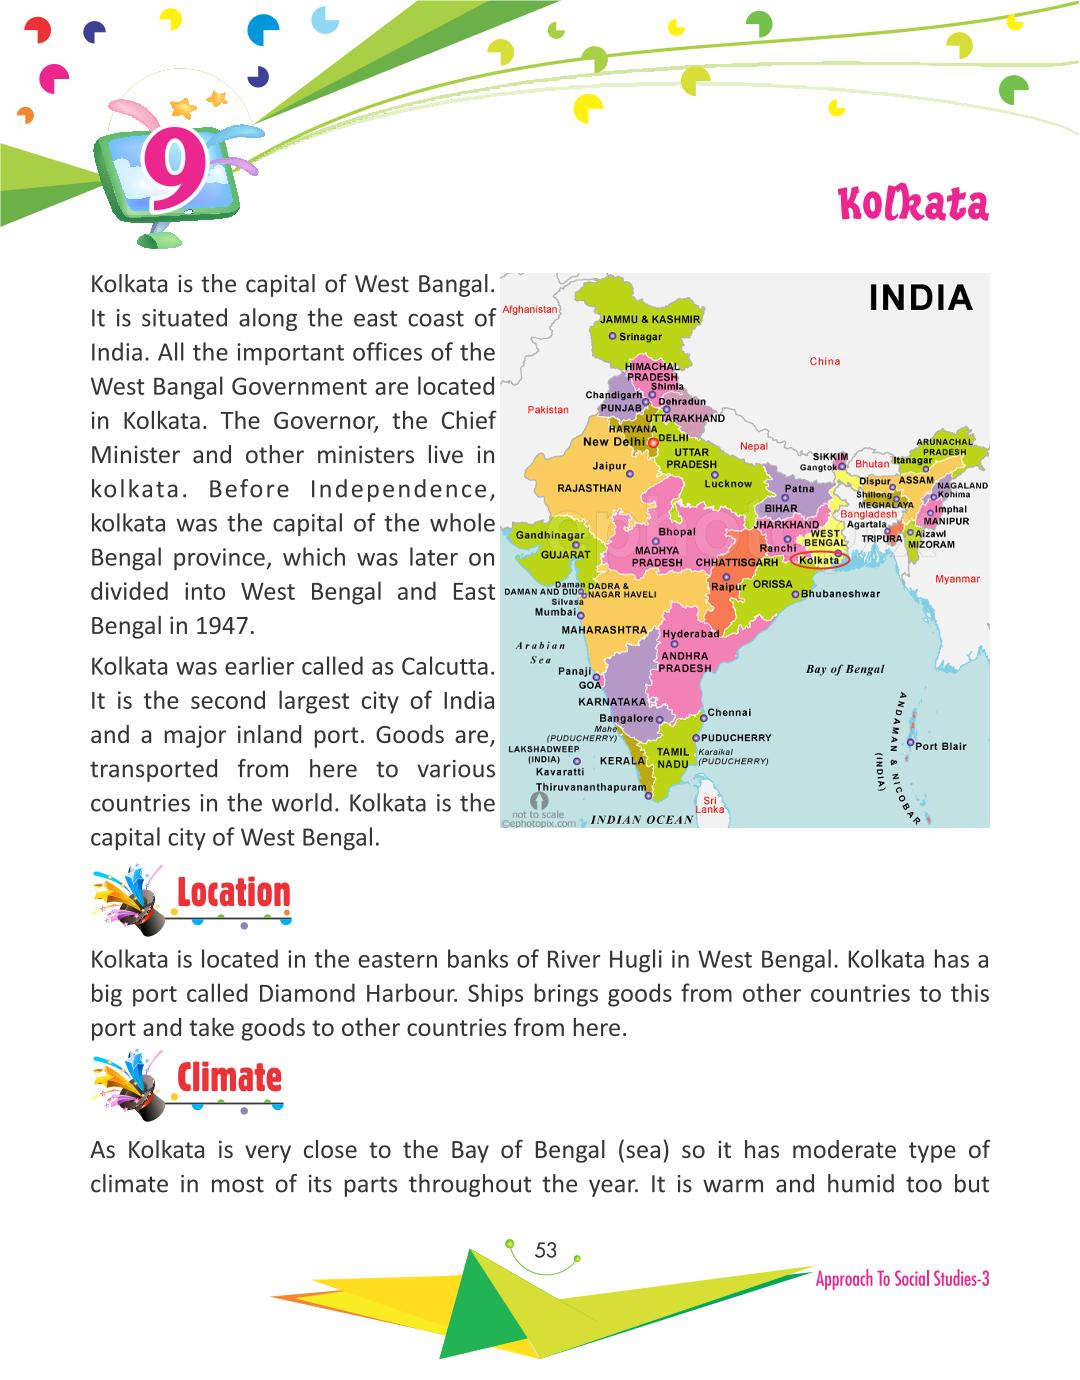 9
Kolkata
Kolkata is the capital of West Bangal.
It is situated along the east coast of
India. All the important offices of the
West Bangal Government are located
in Kolkata. The Governor, the Chief
Minister and other ministers live in
kolkata. Before Independence,
kolkata was the capital of the whole
Bengal province, which was later on
divided into West Bengal and East
Bengal in 1947.
Kolkata was earlier called as Calcutta.
It is the second largest city of India
and a major inland port. Goods are,
transported from here to various
countries in the world. Kolkata is the
capital city of West Bengal.
INDIA
Afghanistan
JAMMU & KASHMIR
Srinagar
China
HIMACHAL
PRADESH
Shimla
Chandigarh
Dehradun
Pakistan
PUNJAB
UTTARAKHAND
HARYANA
New Delhi
DELHI
Nepal
UTTAR
PRADESH
SIKKIM
Gangtok
Bhutan
Itanagar
ARUNACHAL
PRADESH
Jaipur
RAJASTHAN
Lucknow
Patna
BIHAR
Dispur
ASSAM
Shillong
MEGHALAYA
NAGALAND
Kohima
Bangladesh
Imphal
MANIPUR
Agartala
TRIPURA
Aizawl
MIZORAM
Gandhinagar
GUJARAT
Bhopal
MADHYA
PRADESH
JHARKHAND
Ranchi
WEST
BENGAL
Kolkata
CHHATTISGARH
Raipur
ORISSA
Bhubaneshwar
Myanmar
Daman
DAMAN AND DIU
DADRA &
NAGAR HAVELI
Silvasa
Mumbai
MAHARASHTRA
Hyderabad
Arabian
Sea
ANDHRA
PRADESH
Bay of Bengal
Panaji
GOA
KARNATAKA
Bangalore
Chennai
Mahe
(PUDUCHERRY)
PUDUCHERRY
Karaikal
(PUDUCHERRY)
LAKSHADWEEP
(INDIA)
Kavaratti
KERALA
TAMIL
NADU
Thiruvananthapuram
ANDAMAN & NICOBAR
(INDIA)
Port Blair
Sri
Lanka
not to scale
©ephotopix.com
INDIAN OCEAN
Location
Kolkata is located in the eastern banks of River Hugli in West Bengal. Kolkata has a
big port called Diamond Harbour. Ships brings goods from other countries to this
port and take goods to other countries from here.
Climate
As Kolkata is very close to the Bay of Bengal (sea) so it has moderate type of
climate in most of its parts throughout the year. It is warm and humid too but
53
Approach To Social Studies-3